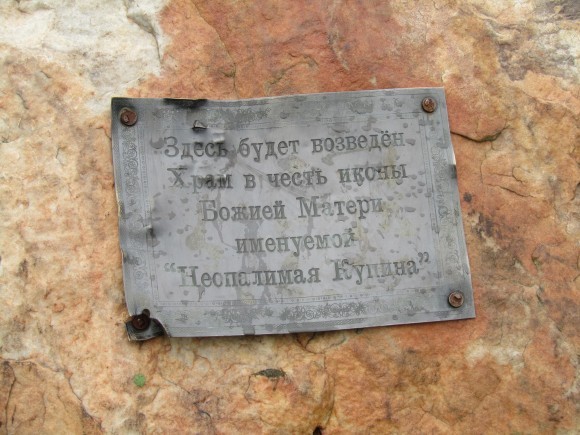 Здесь будет возведён
Храм в честь иконы
Божией Матери
именуемой
“Неопалимая Купина”